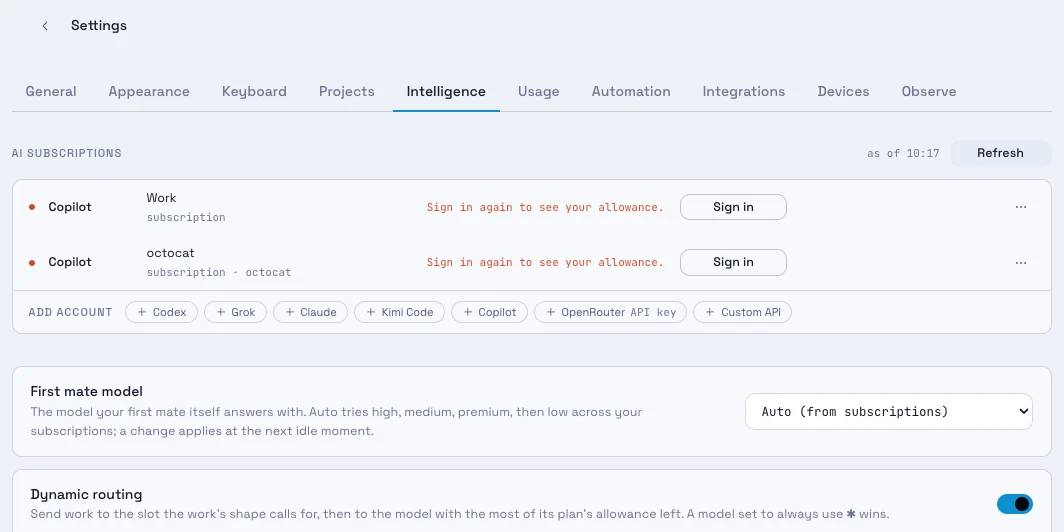 Settings
General Appearance Keyboard Projects Intelligence Usage Automation Integrations Devices Observe
AI SUBSCRIPTIONS as of 10:17 Refresh
Copilot Work subscription Sign in again to see your allowance. Sign in ...
Copilot octocat subscription · octocat Sign in again to see your allowance. Sign in ...
ADD ACCOUNT + Codex + Grok + Claude + Kimi Code + Copilot + OpenRouter API key + Custom API
First mate model
The model your first mate itself answers with. Auto tries high, medium, premium, then low across your
subscriptions; a change applies at the next idle moment.
Auto (from subscriptions)
Dynamic routing
Send work to the slot the work's shape calls for, then to the model with the most of its plan's allowance left. A model set to always use ✱ wins.